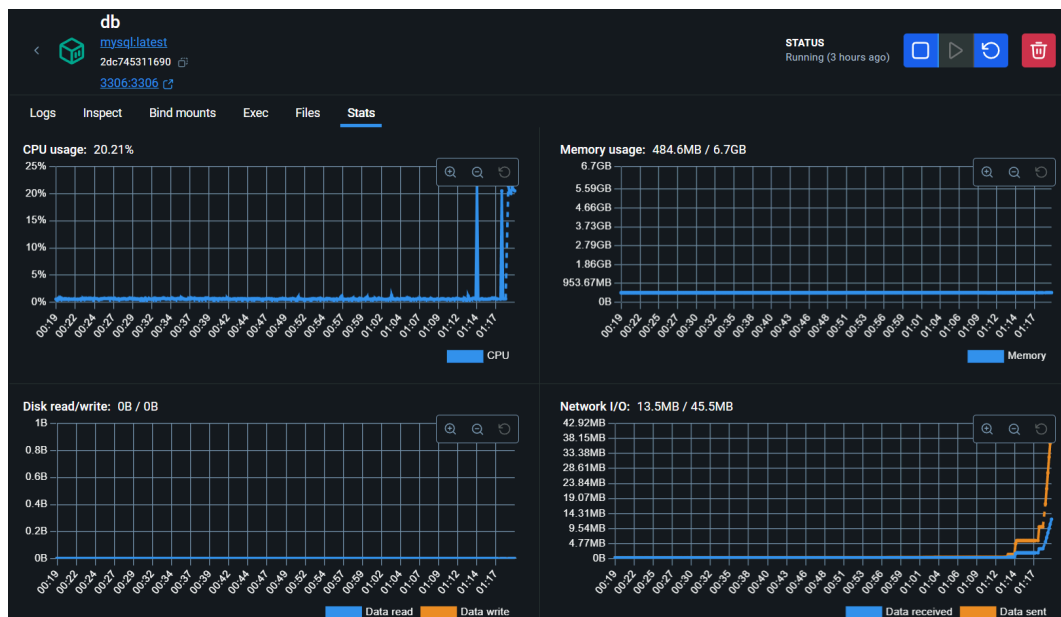 db
mysql:latest
2dc745311690
3306:3306
STATUS
Running (3 hours ago)
Logs Inspect Bind mounts Exec Files Stats
CPU usage: 20.21%
25%
20%
15%
10%
5%
0%
00:19 00:22 00:24 00:27 00:29 00:32 00:34 00:37 00:39 00:42 00:44 00:47 00:49 00:52 00:54 00:57 00:59 01:02 01:04 01:07 01:09 01:12 01:14 01:17
CPU
Memory usage: 484.6MB / 6.7GB
6.7GB
5.59GB
4.66GB
3.73GB
2.79GB
1.86GB
953.67MB
0B
00:19 00:22 00:25 00:27 00:30 00:32 00:35 00:38 00:40 00:43 00:46 00:48 00:51 00:53 00:56 00:59 01:01 01:04 01:06 01:09 01:12 01:14 01:17
Memory
Disk read/write: 0B / 0B
1B
0.8B
0.6B
0.4B
0.2B
0B
00:19 00:22 00:24 00:27 00:29 00:32 00:34 00:37 00:39 00:42 00:44 00:47 00:49 00:52 00:54 00:57 00:59 01:02 01:04 01:07 01:09 01:12 01:14 01:17
Data read Data write
Network I/O: 13.5MB / 45.5MB
42.92MB
38.15MB
33.38MB
28.61MB
23.84MB
19.07MB
14.31MB
9.54MB
4.77MB
0B
00:19 00:22 00:25 00:27 00:30 00:32 00:35 00:38 00:40 00:43 00:46 00:48 00:51 00:53 00:56 00:59 01:01 01:04 01:06 01:09 01:12 01:14 01:17
Data received Data sent